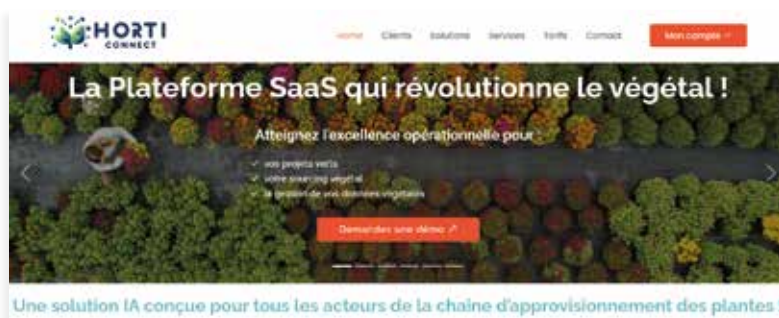 HORTI
CONNECT
Home Clients Solutions Services Tarifs Contact Mon compte
La Plateforme SaaS qui révolutionne le végétal !
Atteignez l'excellence opérationnelle pour :
vos projets verts
votre sourcing végétal
la gestion de vos données végétales
Demandez une démo
Une solution IA conçue pour tous les acteurs de la chaîne d'approvisionnement des plantes